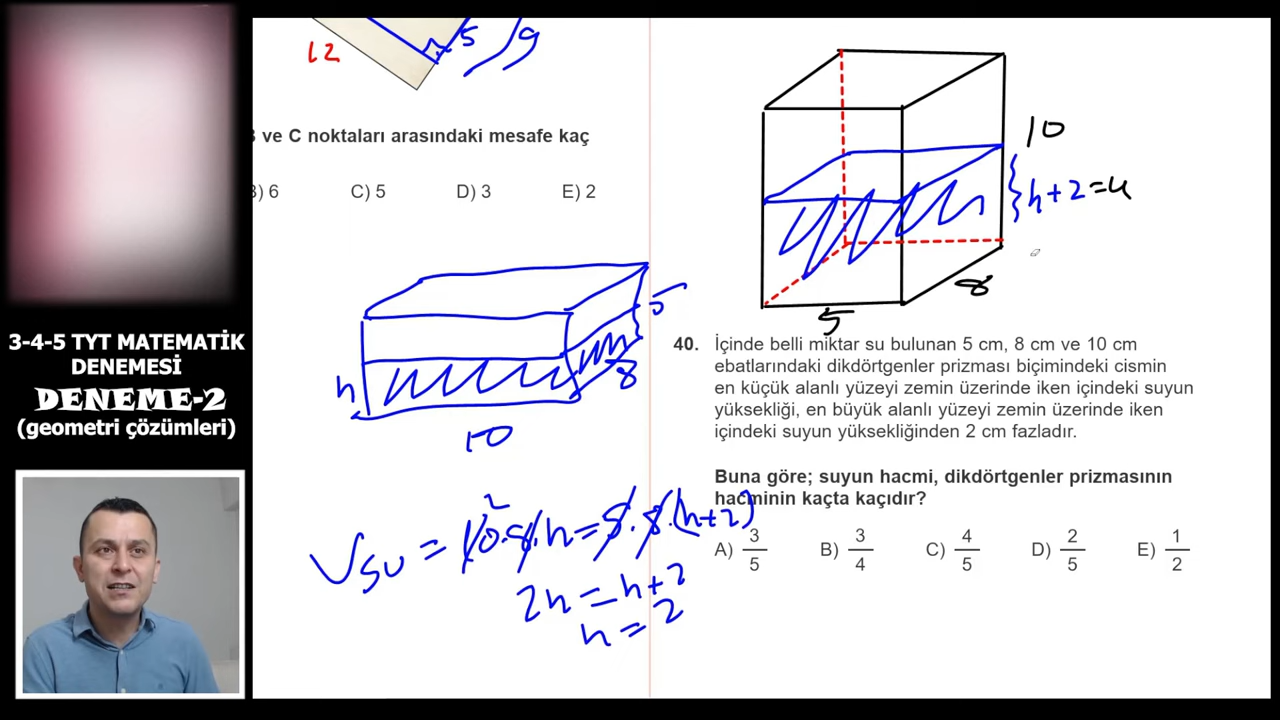 12
5
9
B ve C noktaları arasındaki mesafe kaç
B) 6 C) 5 D) 3 E) 2
10
h+2=4
8
5
5
h
8
10
3-4-5 TYT MATEMATİK
DENEMESİ
DENEME-2
(geometri çözümleri)
40. İçinde belli miktar su bulunan 5 cm, 8 cm ve 10 cm
ebatlarındaki dikdörtgenler prizması biçimindeki cismin
en küçük alanlı yüzeyi zemin üzerinde iken içindeki suyun
yüksekliği, en büyük alanlı yüzeyi zemin üzerinde iken
içindeki suyun yüksekliğinden 2 cm fazladır.
Buna göre; suyun hacmi, dikdörtgenler prizmasının
hacminin kaçta kaçıdır?
A) 3/5 B) 3/4 C) 4/5 D) 2/5 E) 1/2
2
VSU = 10.8.h = 5.8.(h+2)
2h = h+2
h = 2